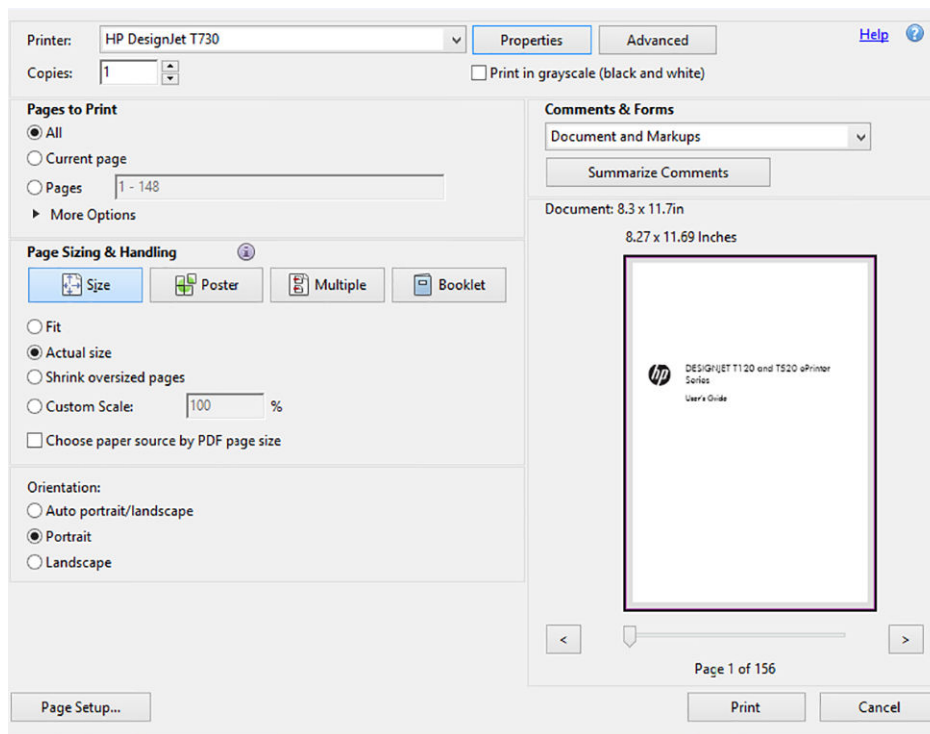 Printer: HP DesignJet T730 Properties Advanced Help ?
Copies: 1 Print in grayscale (black and white)
Pages to Print
All
Current page
Pages 1 - 148
More Options
Page Sizing & Handling i
Size Poster Multiple Booklet
Fit
Actual size
Shrink oversized pages
Custom Scale: 100 %
Choose paper source by PDF page size
Orientation:
Auto portrait/landscape
Portrait
Landscape
Comments & Forms
Document and Markups
Summarize Comments
Document: 8.3 x 11.7in
8.27 x 11.69 Inches
hp DESIGNJET T120 and T520 ePrinter
Series
User's Guide
< >
Page 1 of 156
Page Setup... Print Cancel